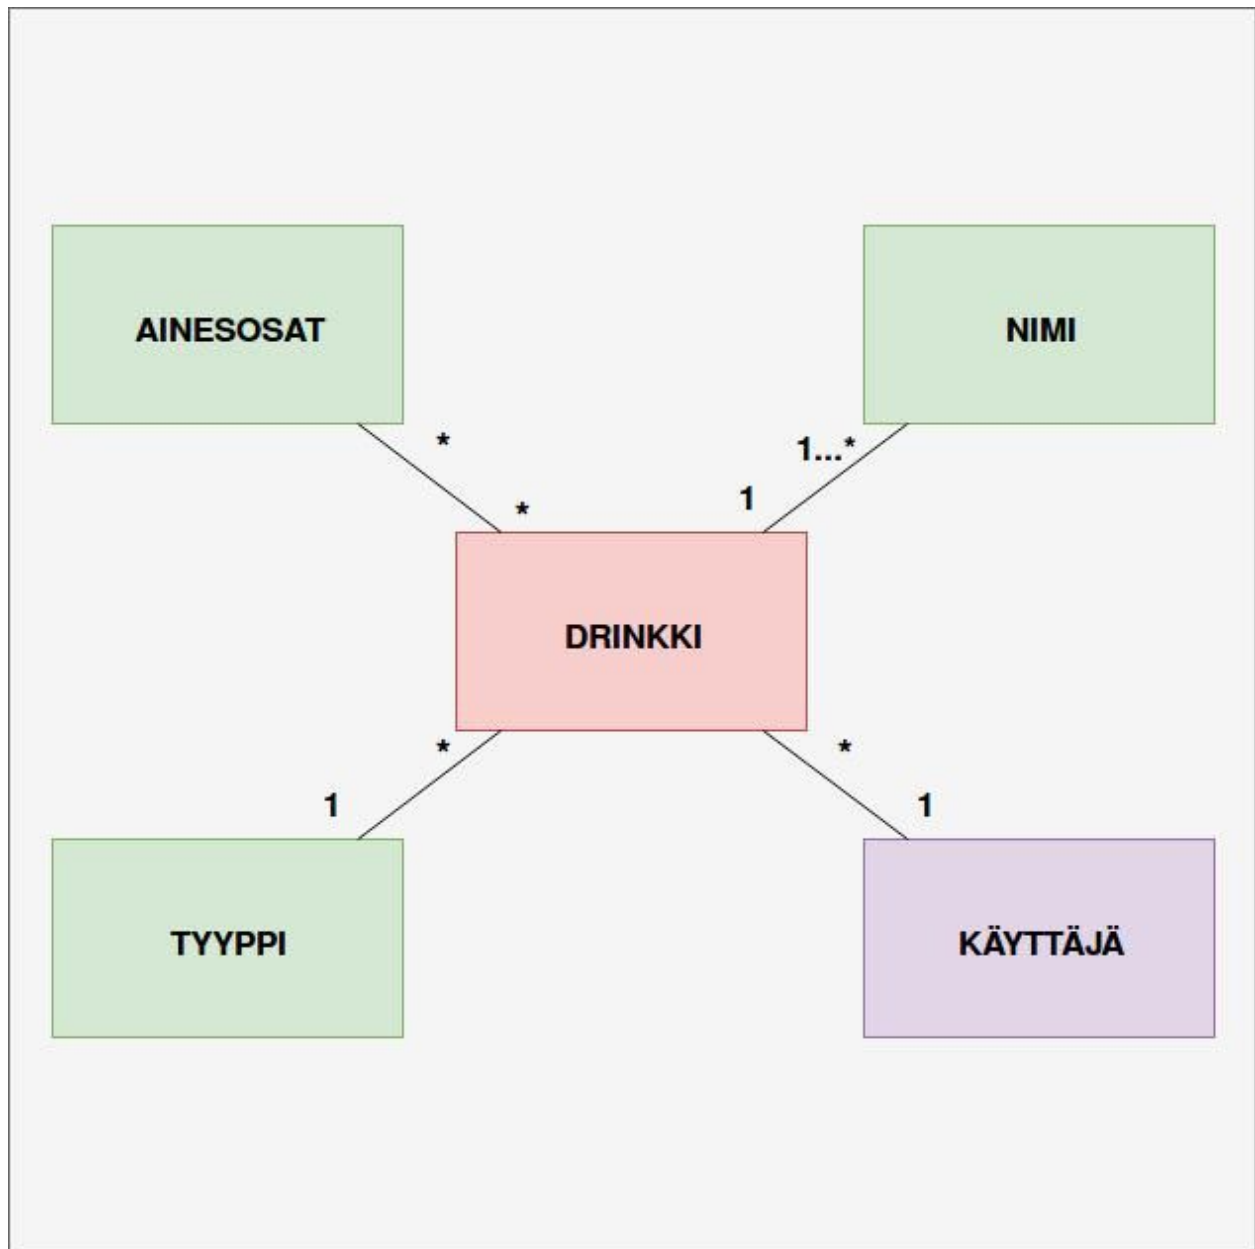 AINESOSAT
NIMI
*
1...*
*
1
DRINKKI
*
*
1
1
TYYPPI
KÄYTTÄJÄ